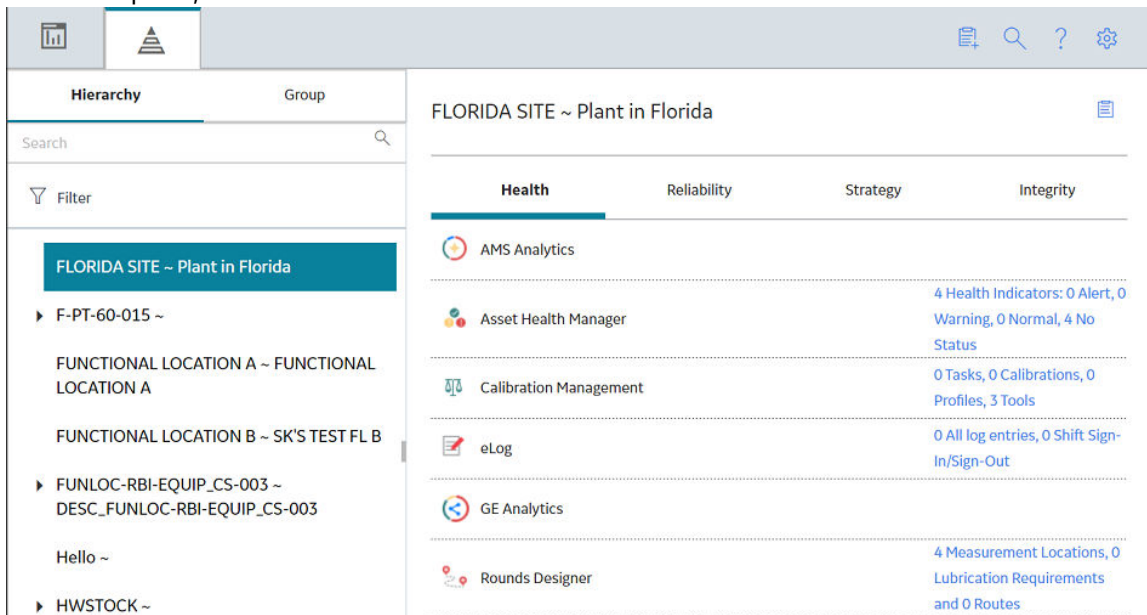 Hierarchy
Group
Search
Filter
FLORIDA SITE ~ Plant in Florida
F-PT-60-015 ~
FUNCTIONAL LOCATION A ~ FUNCTIONAL
LOCATION A
FUNCTIONAL LOCATION B ~ SK'S TEST FL B
FUNLOC-RBI-EQUIP_CS-003 ~
DESC_FUNLOC-RBI-EQUIP_CS-003
Hello ~
HWSTOCK ~
FLORIDA SITE ~ Plant in Florida
Health
Reliability
Strategy
Integrity
AMS Analytics
Asset Health Manager
4 Health Indicators: 0 Alert, 0
Warning, 0 Normal, 4 No
Status
Calibration Management
0 Tasks, 0 Calibrations, 0
Profiles, 3 Tools
eLog
0 All log entries, 0 Shift Sign-
In/Sign-Out
GE Analytics
Rounds Designer
4 Measurement Locations, 0
Lubrication Requirements
and 0 Routes